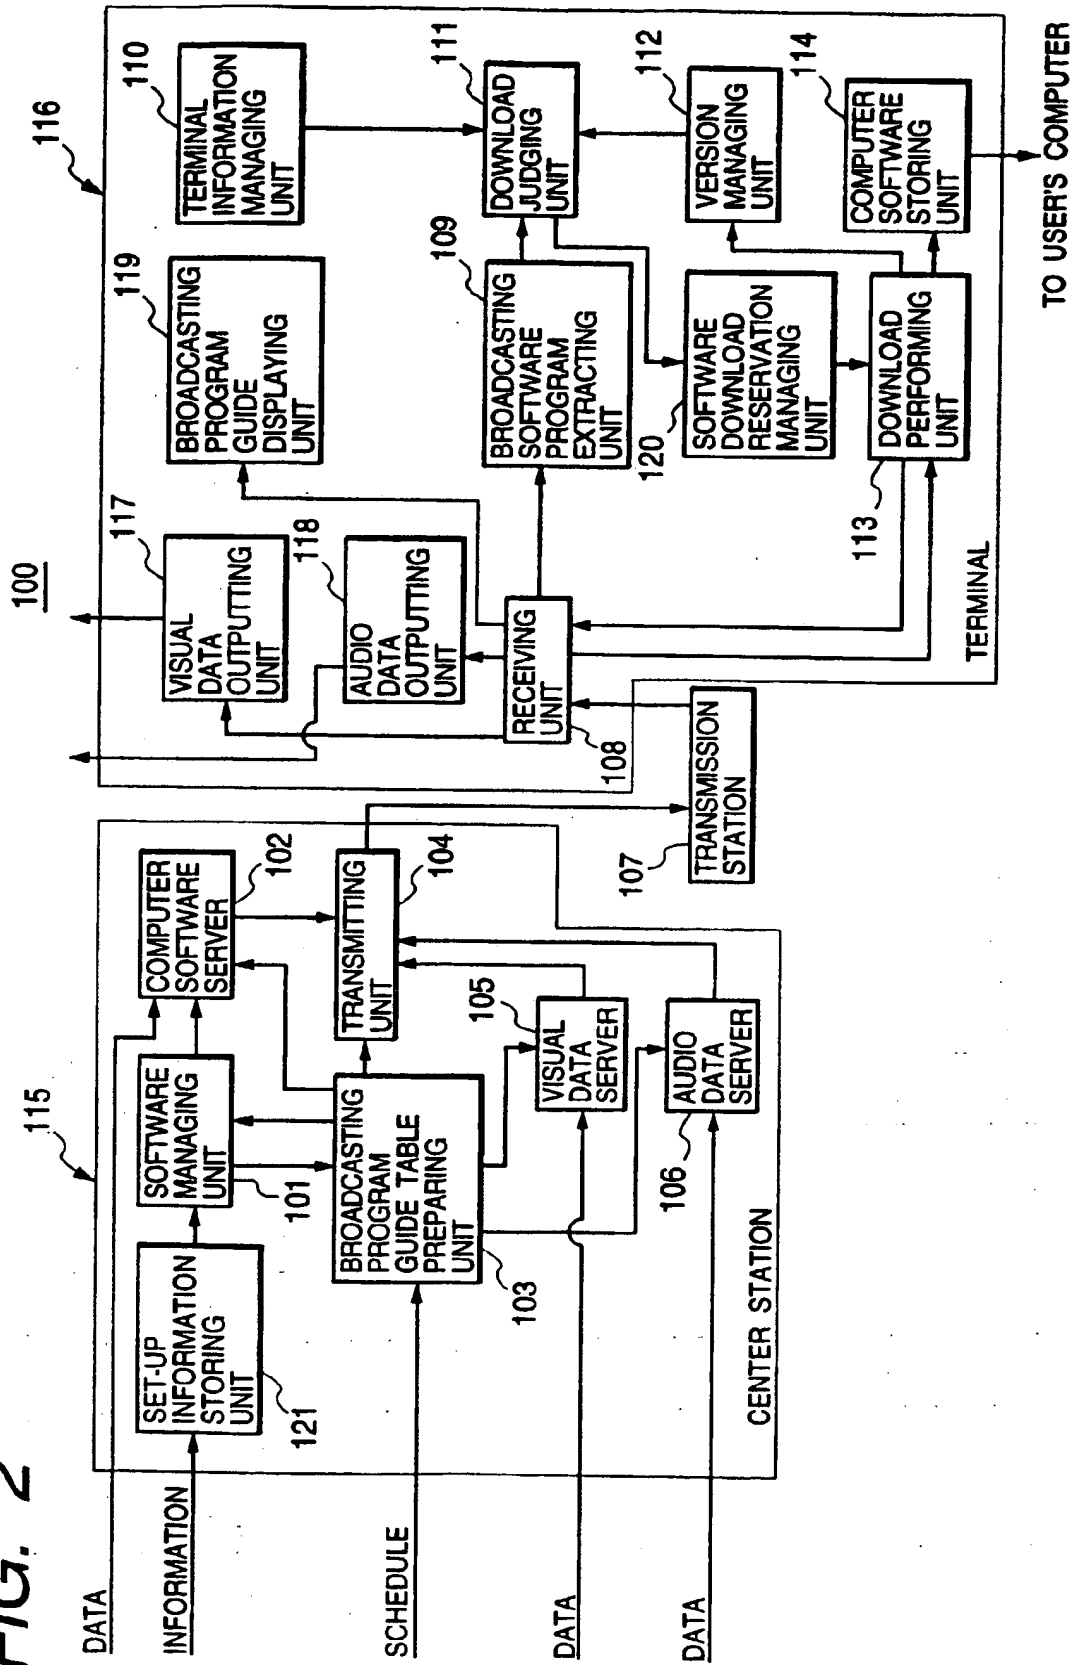 FIG. 2
100
DATA
INFORMATION
SCHEDULE
DATA
DATA
115
SET-UP
INFORMATION
STORING
UNIT
121
SOFTWARE
MANAGING
UNIT
101
COMPUTER
SOFTWARE
SERVER
102
BROADCASTING
PROGRAM
GUIDE TABLE
PREPARING
UNIT
103
TRANSMITTING
UNIT
104
VISUAL
DATA
SERVER
105
AUDIO
DATA
SERVER
106
CENTER STATION
TRANSMISSION
STATION
107
116
VISUAL
DATA
OUTPUTTING
UNIT
117
AUDIO
DATA
OUTPUTTING
UNIT
118
RECEIVING
UNIT
108
BROADCASTING
PROGRAM
GUIDE
DISPLAYING
UNIT
119
TERMINAL
INFORMATION
MANAGING
UNIT
110
BROADCASTING
SOFTWARE
PROGRAM
EXTRACTING
UNIT
109
DOWNLOAD
JUDGING
UNIT
111
SOFTWARE
DOWNLOAD
RESERVATION
MANAGING
UNIT
120
VERSION
MANAGING
UNIT
112
DOWNLOAD
PERFORMING
UNIT
113
COMPUTER
SOFTWARE
STORING
UNIT
114
TERMINAL
TO USER'S COMPUTER